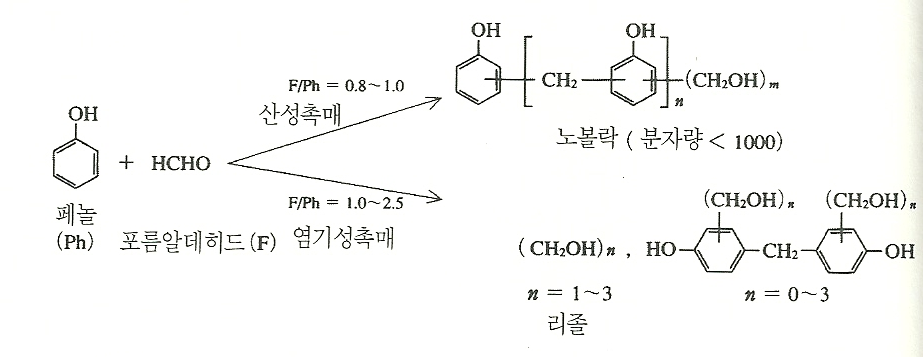 OH
페놀
(Ph)
+
HCHO
포름알데히드 (F)
F/Ph = 0.8~1.0
산성촉매
F/Ph = 1.0~2.5
염기성촉매
OH
CH₂
OH
n
(CH₂OH)m
노볼락 ( 분자량 < 1000)
(CH₂OH)n ,
n = 1~3
리졸
(CH₂OH)n
(CH₂OH)n
HO
CH₂
OH
n = 0~3